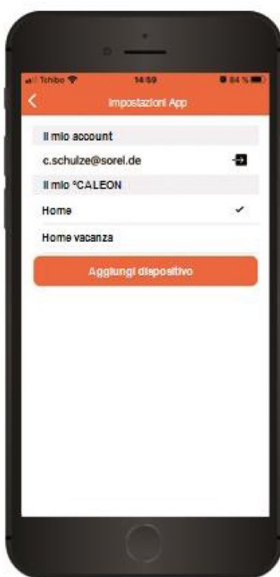 Tchibo 14:59 84 %
Impostazioni App
Il mio account
c.schulze@sorel.de
Il mio °CALEON
Home
Home vacanza
Aggiungi dispositivo